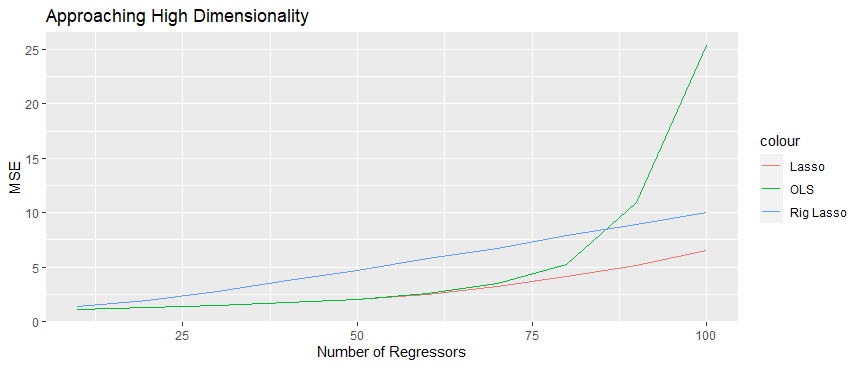 Approaching High Dimensionality
25
20
15
10
5
0
MSE
25
50
75
100
Number of Regressors
colour
Lasso
OLS
Rig Lasso